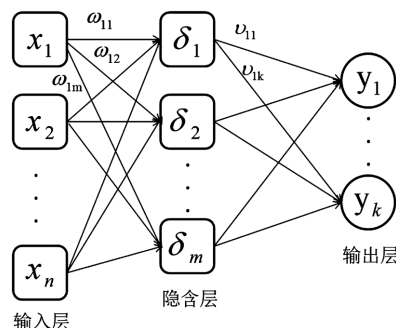 x₁ ω₁₁ δ₁ υ₁₁
ω₁₂
ω₁ₘ υ₁ₖ
y₁
x₂ δ₂
xₙ δₘ yₖ
输入层 隐含层 输出层